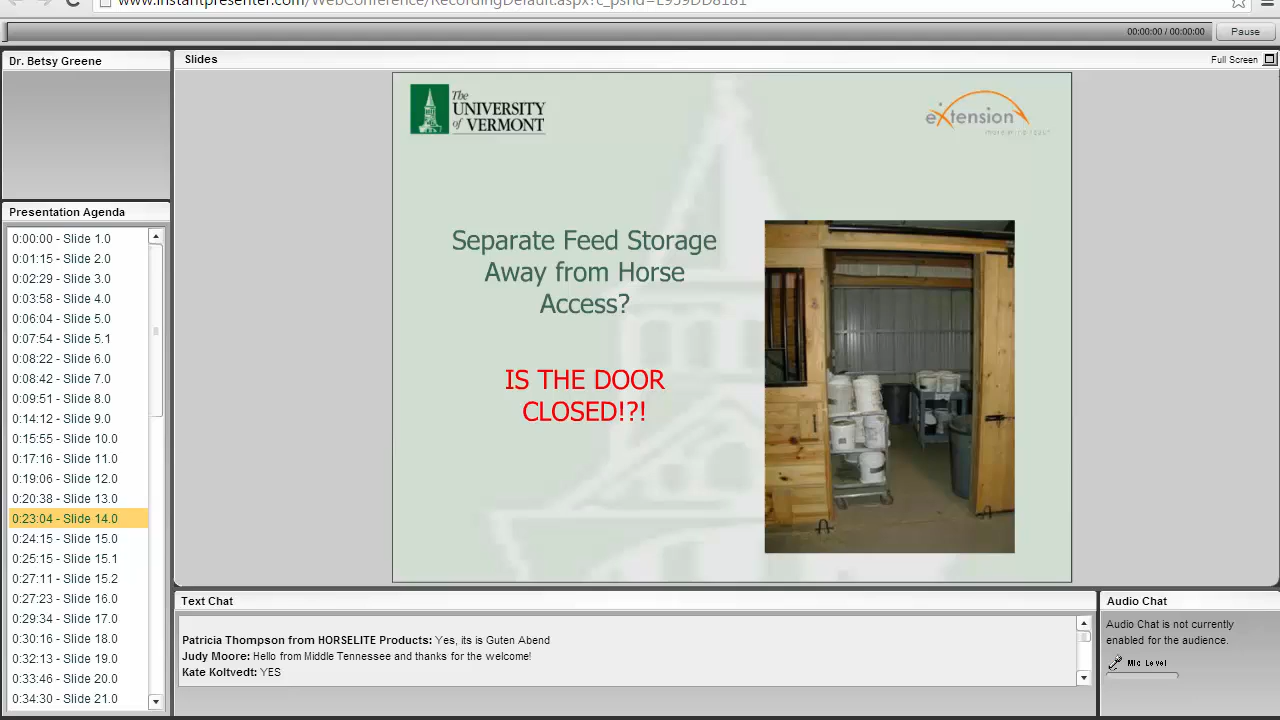 www.instantpresenter.com/WebConference/RecordingDefault.aspx?c_psrid=E959DD8181
00:00:00 / 00:00:00
Pause
Dr. Betsy Greene
Slides
Full Screen
The
UNIVERSITY
of VERMONT
eXtension
Separate Feed Storage
Away from Horse
Access?
IS THE DOOR
CLOSED!?!
Presentation Agenda
0:00:00 - Slide 1.0
0:01:15 - Slide 2.0
0:02:29 - Slide 3.0
0:03:58 - Slide 4.0
0:06:04 - Slide 5.0
0:07:54 - Slide 5.1
0:08:22 - Slide 6.0
0:08:42 - Slide 7.0
0:09:51 - Slide 8.0
0:14:12 - Slide 9.0
0:15:55 - Slide 10.0
0:17:16 - Slide 11.0
0:19:06 - Slide 12.0
0:20:38 - Slide 13.0
0:23:04 - Slide 14.0
0:24:15 - Slide 15.0
0:25:15 - Slide 15.1
0:27:11 - Slide 15.2
0:27:23 - Slide 16.0
0:29:34 - Slide 17.0
0:30:16 - Slide 18.0
0:32:13 - Slide 19.0
0:33:46 - Slide 20.0
0:34:30 - Slide 21.0
Text Chat
Patricia Thompson from HORSELITE Products: Yes, its is Guten Abend
Judy Moore: Hello from Middle Tennessee and thanks for the welcome!
Kate Koltvedt: YES
Audio Chat
Audio Chat is not currently
enabled for the audience.
Mic Level